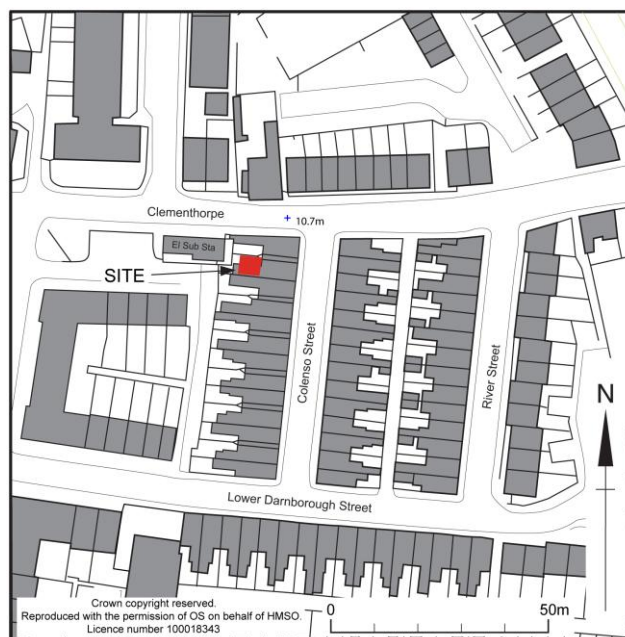 Clementhorpe
10.7m
El Sub Sta
SITE
Colenso Street
River Street
N
Lower Darnborough Street
Crown copyright reserved.
Reproduced with the permission of OS on behalf of HMSO.
Licence number 100018343
0
50m